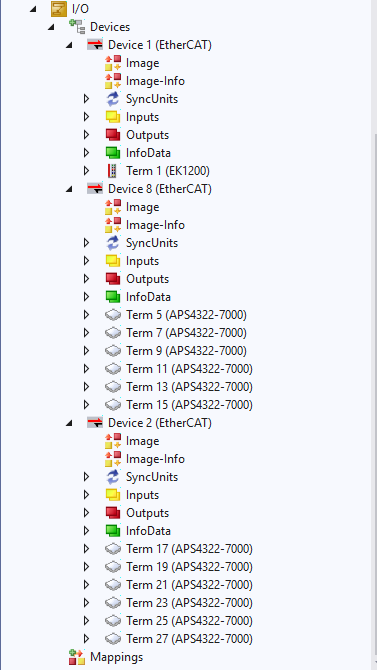 I/O
Devices
Device 1 (EtherCAT)
Image
Image-Info
SyncUnits
Inputs
Outputs
InfoData
Term 1 (EK1200)
Device 8 (EtherCAT)
Image
Image-Info
SyncUnits
Inputs
Outputs
InfoData
Term 5 (APS4322-7000)
Term 7 (APS4322-7000)
Term 9 (APS4322-7000)
Term 11 (APS4322-7000)
Term 13 (APS4322-7000)
Term 15 (APS4322-7000)
Device 2 (EtherCAT)
Image
Image-Info
SyncUnits
Inputs
Outputs
InfoData
Term 17 (APS4322-7000)
Term 19 (APS4322-7000)
Term 21 (APS4322-7000)
Term 23 (APS4322-7000)
Term 25 (APS4322-7000)
Term 27 (APS4322-7000)
Mappings